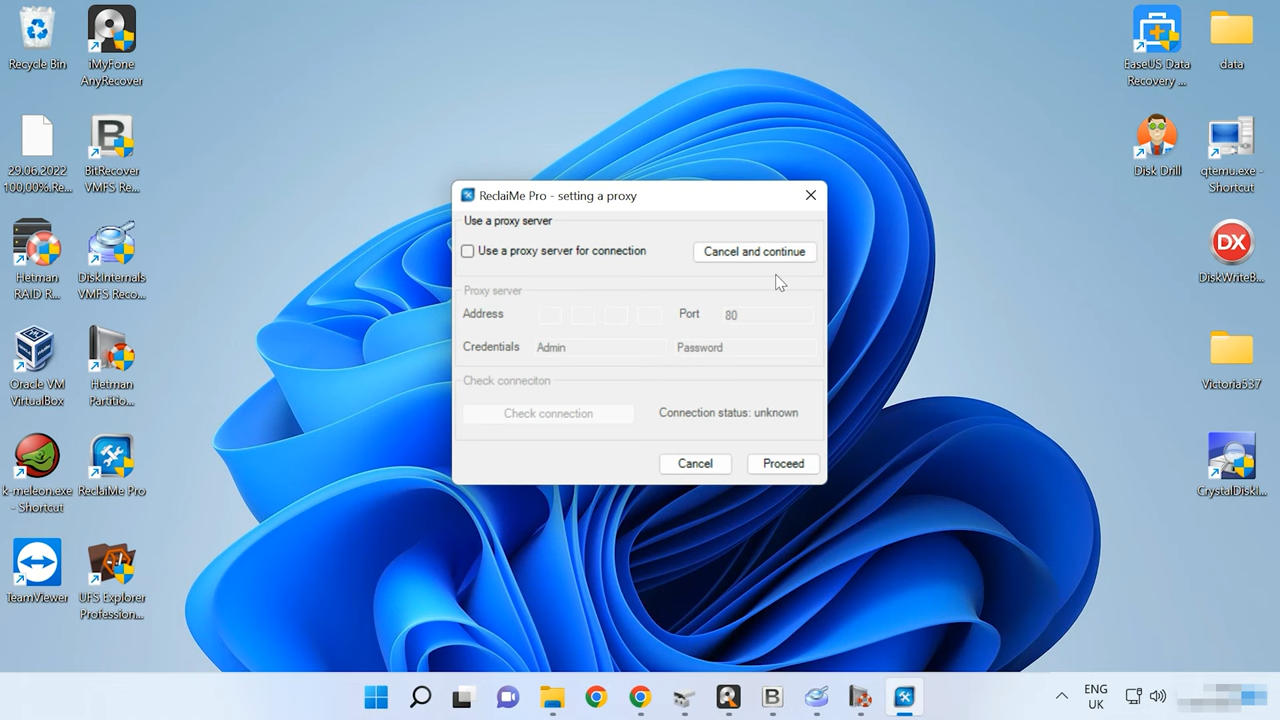 Recycle Bin
iMyFone
AnyRecover
29.06.2022
100,00%.Re...
BitRecover
VMFS Re...
Hetman
RAID R...
DiskInternals
VMFS Reco...
Oracle VM
VirtualBox
Hetman
Partitio...
k-meleon.exe
- Shortcut
ReclaiMe Pro
TeamViewer
UFS Explorer
Profession...
ReclaiMe Pro - setting a proxy
Use a proxy server
Use a proxy server for connection
Cancel and continue
Proxy server
Address
Port
80
Credentials
Admin
Password
Check conneciton
Check connection
Connection status: unknown
Cancel
Proceed
EaseUS Data
Recovery ...
data
Disk Drill
qtemu.exe -
Shortcut
DX
DiskWriteB...
Victoria537
CrystalDiskI...
B
ENG
UK